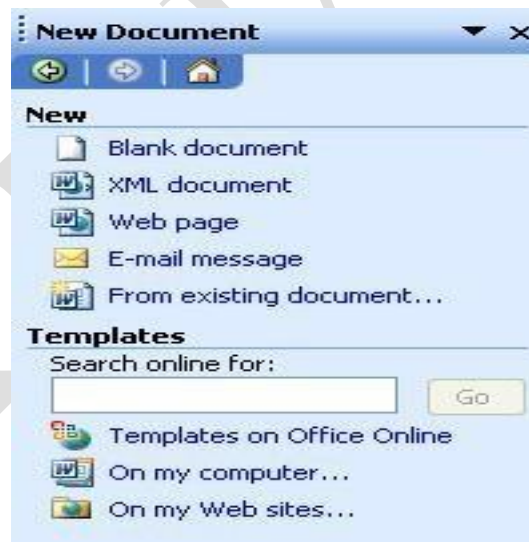 New Document
New
Blank document
XML document
Web page
E-mail message
From existing document...
Templates
Search online for:
Go
Templates on Office Online
On my computer...
On my Web sites...